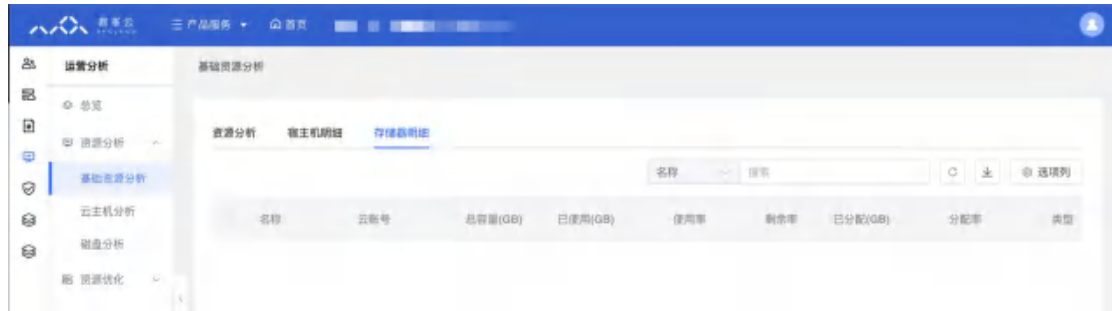 产品服务 首页
运营分析
基础资源分析
总览
资源分析
基础资源分析
云主机分析
磁盘分析
资源优化
资源分析 宿主机明细 存储器明细
名称 搜索 选项列
名称 云帐号 总容量(GB) 已使用(GB) 使用率 剩余率 已分配(GB) 分配率 类型